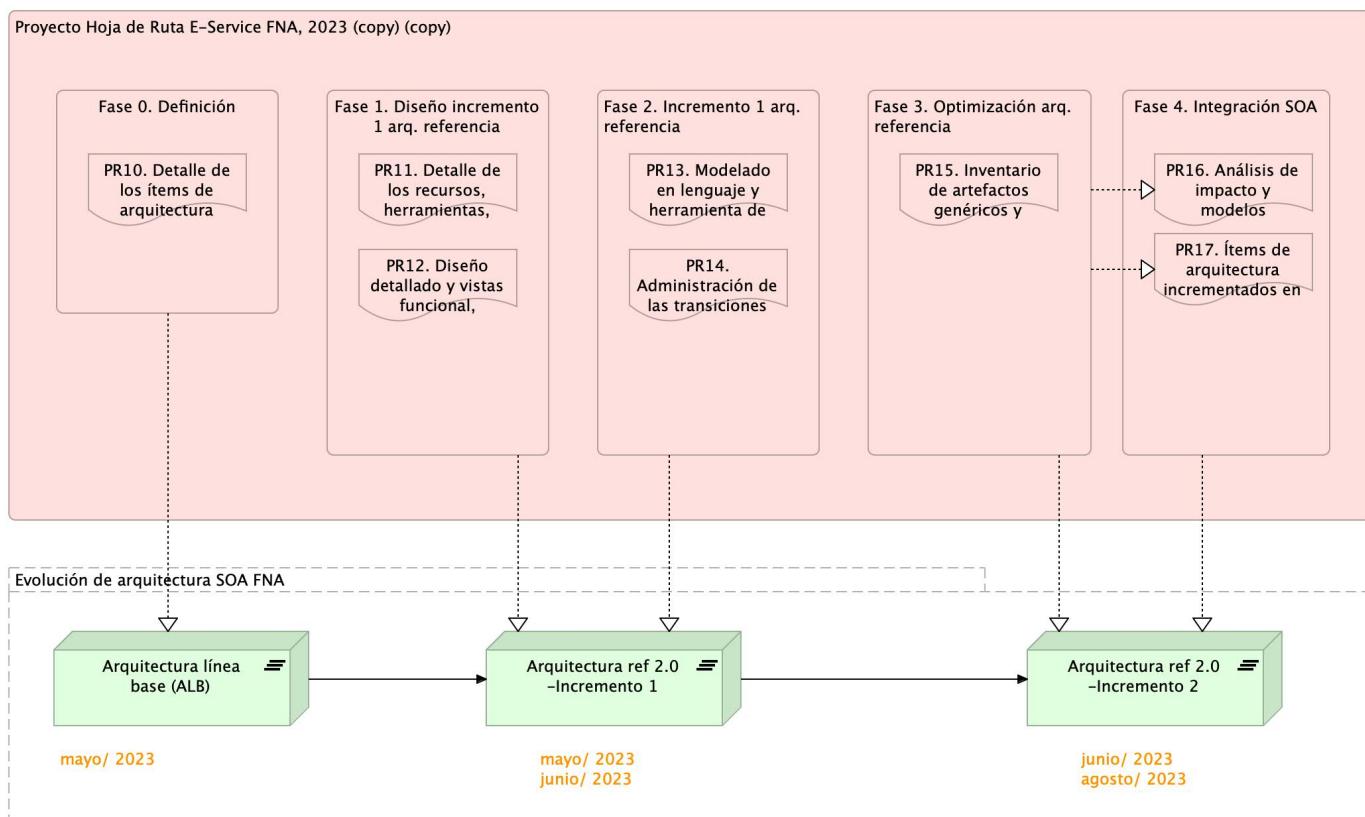 Proyecto Hoja de Ruta E-Service FNA, 2023 (copy) (copy)
Fase 0. Definición
PR10. Detalle de
los ítems de
arquitectura
Fase 1. Diseño incremento
1 arq. referencia
PR11. Detalle de
los recursos,
herramientas,
PR12. Diseño
detallado y vistas
funcional,
Fase 2. Incremento 1 arq.
referencia
PR13. Modelado
en lenguaje y
herramienta de
PR14.
Administración de
las transiciones
Fase 3. Optimización arq.
referencia
PR15. Inventario
de artefactos
genéricos y
Fase 4. Integración SOA
PR16. Análisis de
impacto y
modelos
PR17. Ítems de
arquitectura
incrementados en
Evolución de arquitectura SOA FNA
Arquitectura línea
base (ALB)
Arquitectura ref 2.0
-Incremento 1
Arquitectura ref 2.0
-Incremento 2
mayo/ 2023
mayo/ 2023
junio/ 2023
junio/ 2023
agosto/ 2023